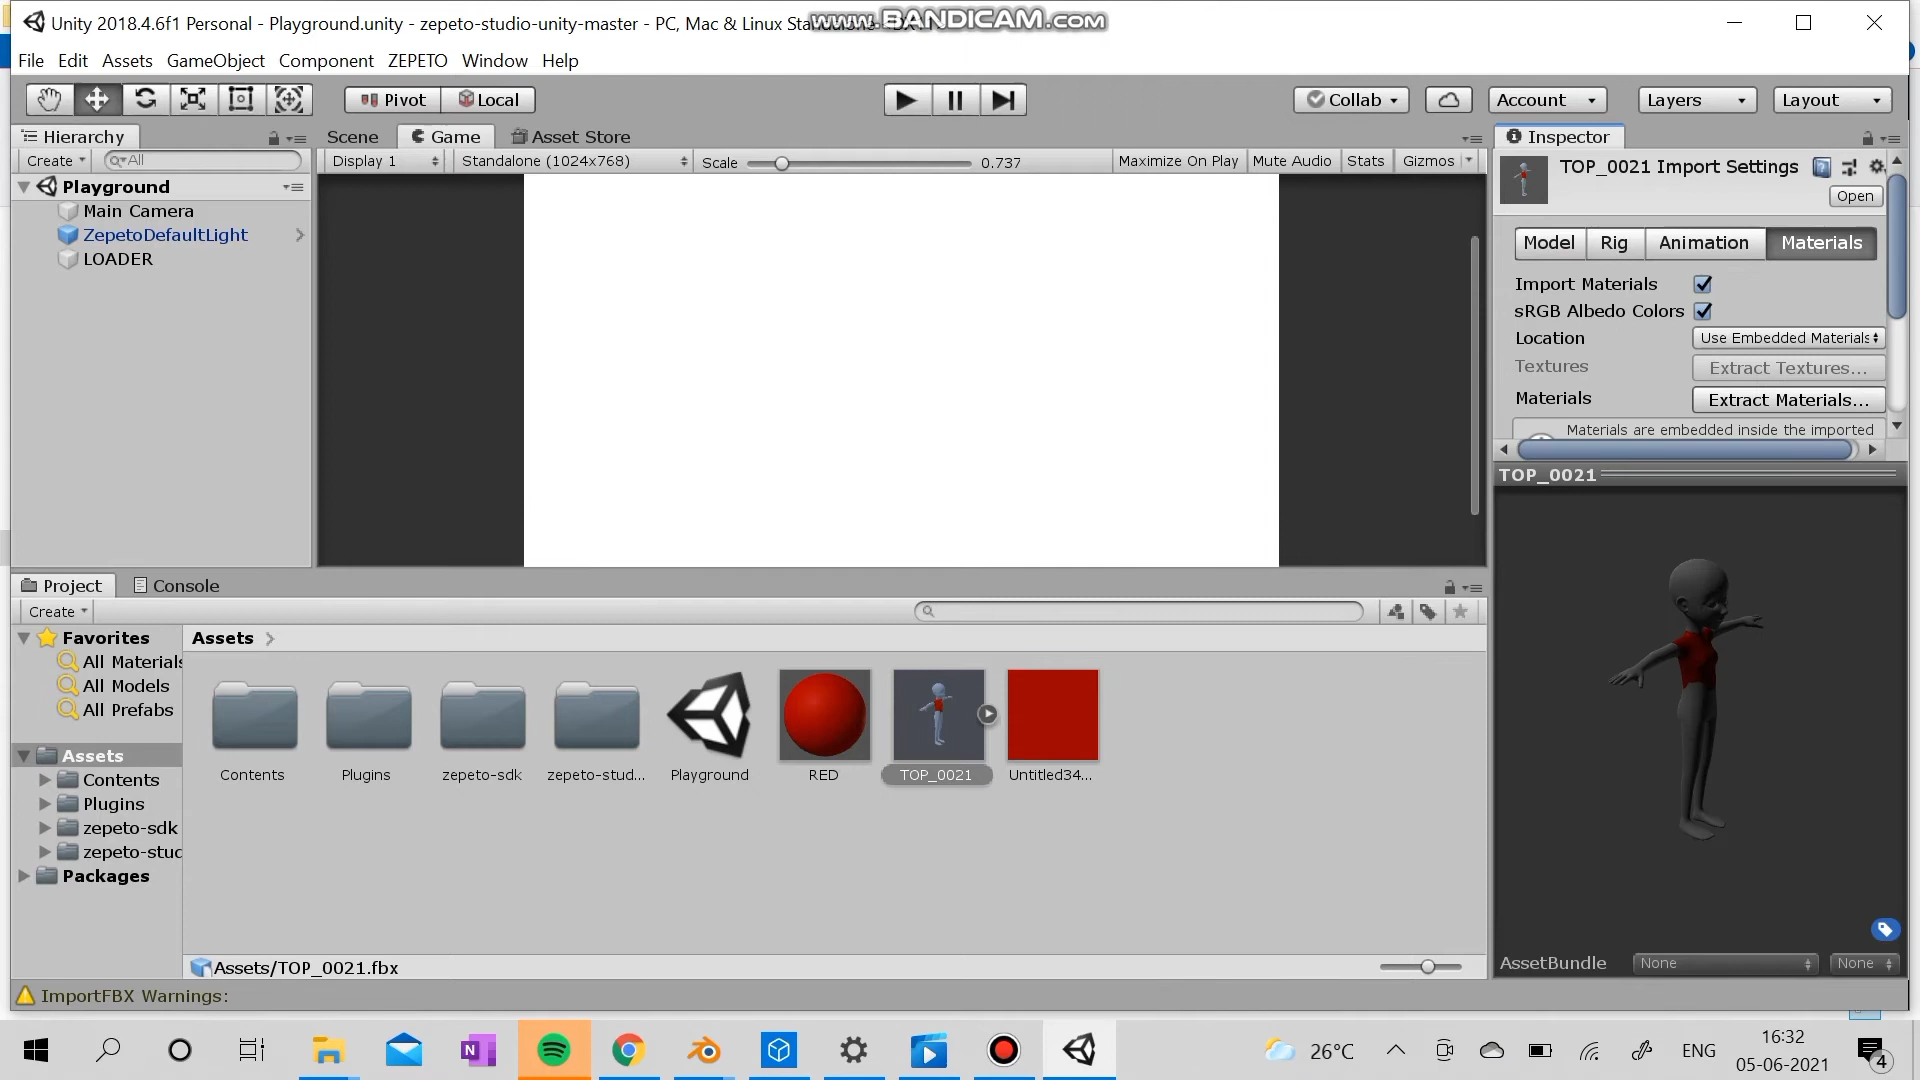 Unity 2018.4.6f1 Personal - Playground.unity - zepeto-studio-unity-master - PC, Mac & Linux
www.BANDICAM.com
File Edit Assets GameObject Component ZEPETO Window Help
Pivot Local
Collab Account Layers Layout
Hierarchy
Create All
Playground
Main Camera
ZepetoDefaultLight
LOADER
Scene Game Asset Store
Display 1 Standalone (1024x768) Scale 0.737 Maximize On Play Mute Audio Stats Gizmos
Inspector
TOP_0021 Import Settings
Open
Model Rig Animation Materials
Import Materials
sRGB Albedo Colors
Location Use Embedded Materials
Textures Extract Textures...
Materials Extract Materials...
Materials are embedded inside the imported
TOP_0021
AssetBundle None None
Project Console
Create
Favorites
All Materials
All Models
All Prefabs
Assets
Contents
Plugins
zepeto-sdk
zepeto-stud
Packages
Assets
Contents Plugins zepeto-sdk zepeto-stud... Playground RED TOP_0021 Untitled34...
Assets/TOP_0021.fbx
ImportFBX Warnings:
N
26°C
ENG
16:32
05-06-2021
4